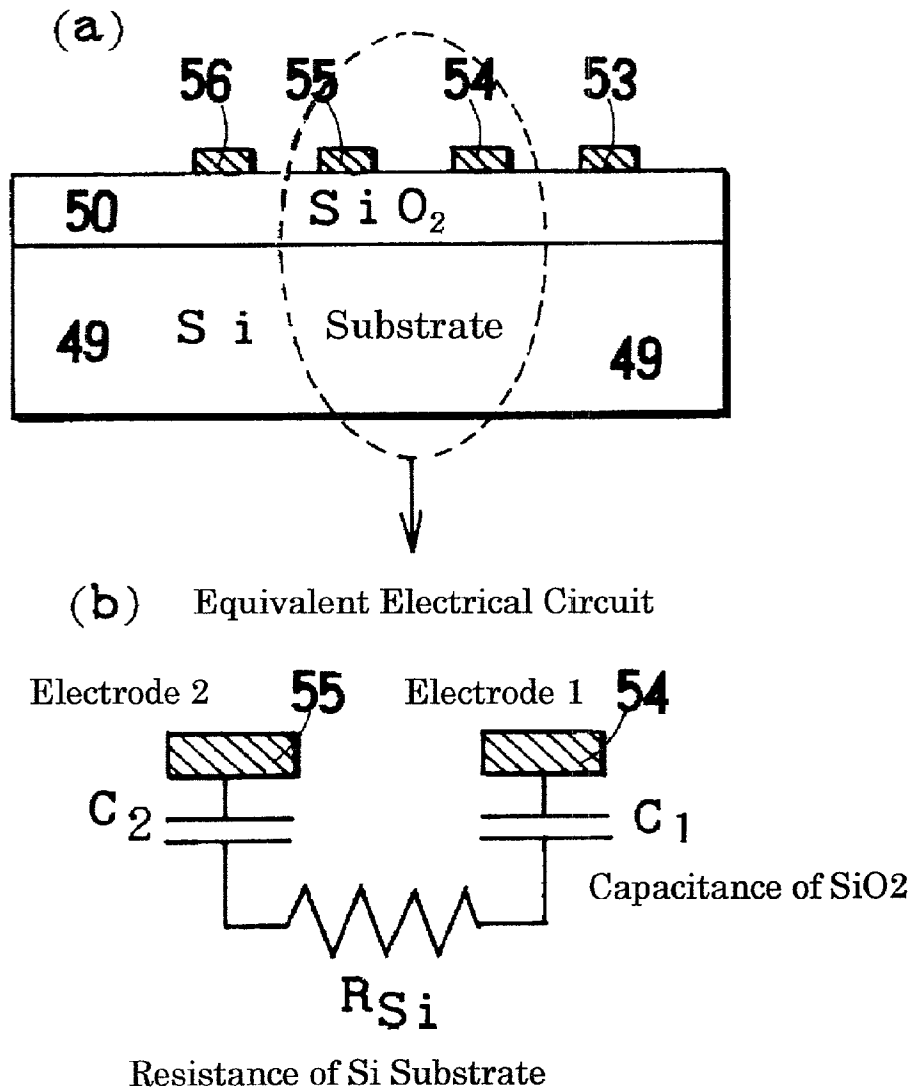 (a)
56 55 54 53
50 SiO2
49 Si Substrate 49
(b) Equivalent Electrical Circuit
Electrode 2 55 Electrode 1 54
C2 C1
Capacitance of SiO2
RSi
Resistance of Si Substrate